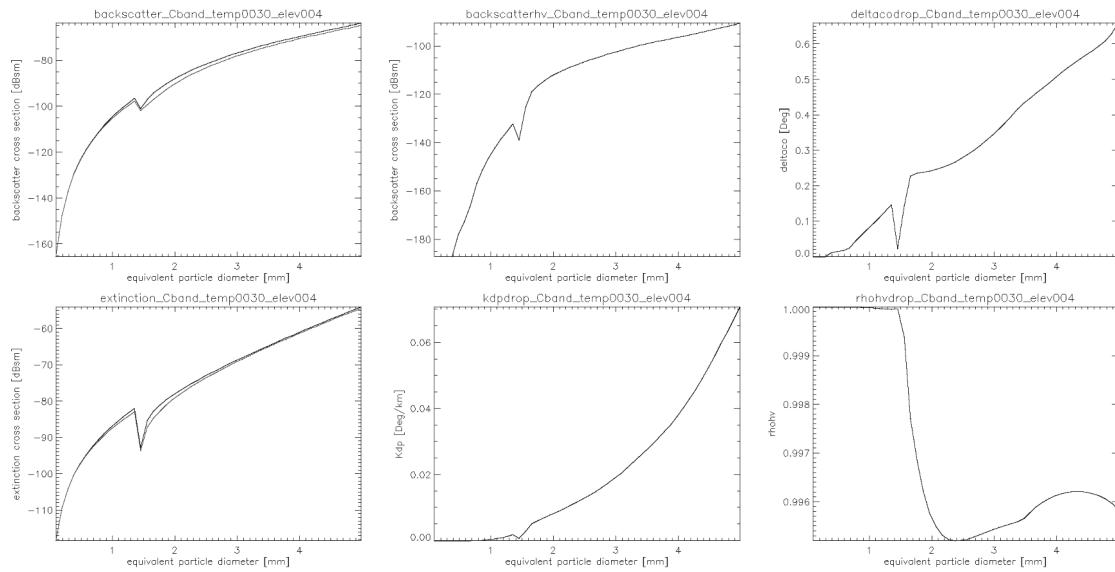 backscatter_Cband_temp0030_elev004
backscatter cross section [dBsm]
-80
-100
-120
-140
-160
1 2 3 4
equivalent particle diameter [mm]
backscatterhv_Cband_temp0030_elev004
backscatter cross section [dBsm]
-100
-120
-140
-160
-180
1 2 3 4
equivalent particle diameter [mm]
deltacodrop_Cband_temp0030_elev004
deltaco [Deg]
0.6
0.5
0.4
0.3
0.2
0.1
0.0
1 2 3 4
equivalent particle diameter [mm]
extinction_Cband_temp0030_elev004
extinction cross section [dBsm]
-60
-70
-80
-90
-100
-110
1 2 3 4
equivalent particle diameter [mm]
kdpdrop_Cband_temp0030_elev004
Kdp [Deg/km]
0.06
0.04
0.02
0.00
1 2 3 4
equivalent particle diameter [mm]
rhohvdrop_Cband_temp0030_elev004
rhohv
1.000
0.999
0.998
0.997
0.996
1 2 3 4
equivalent particle diameter [mm]